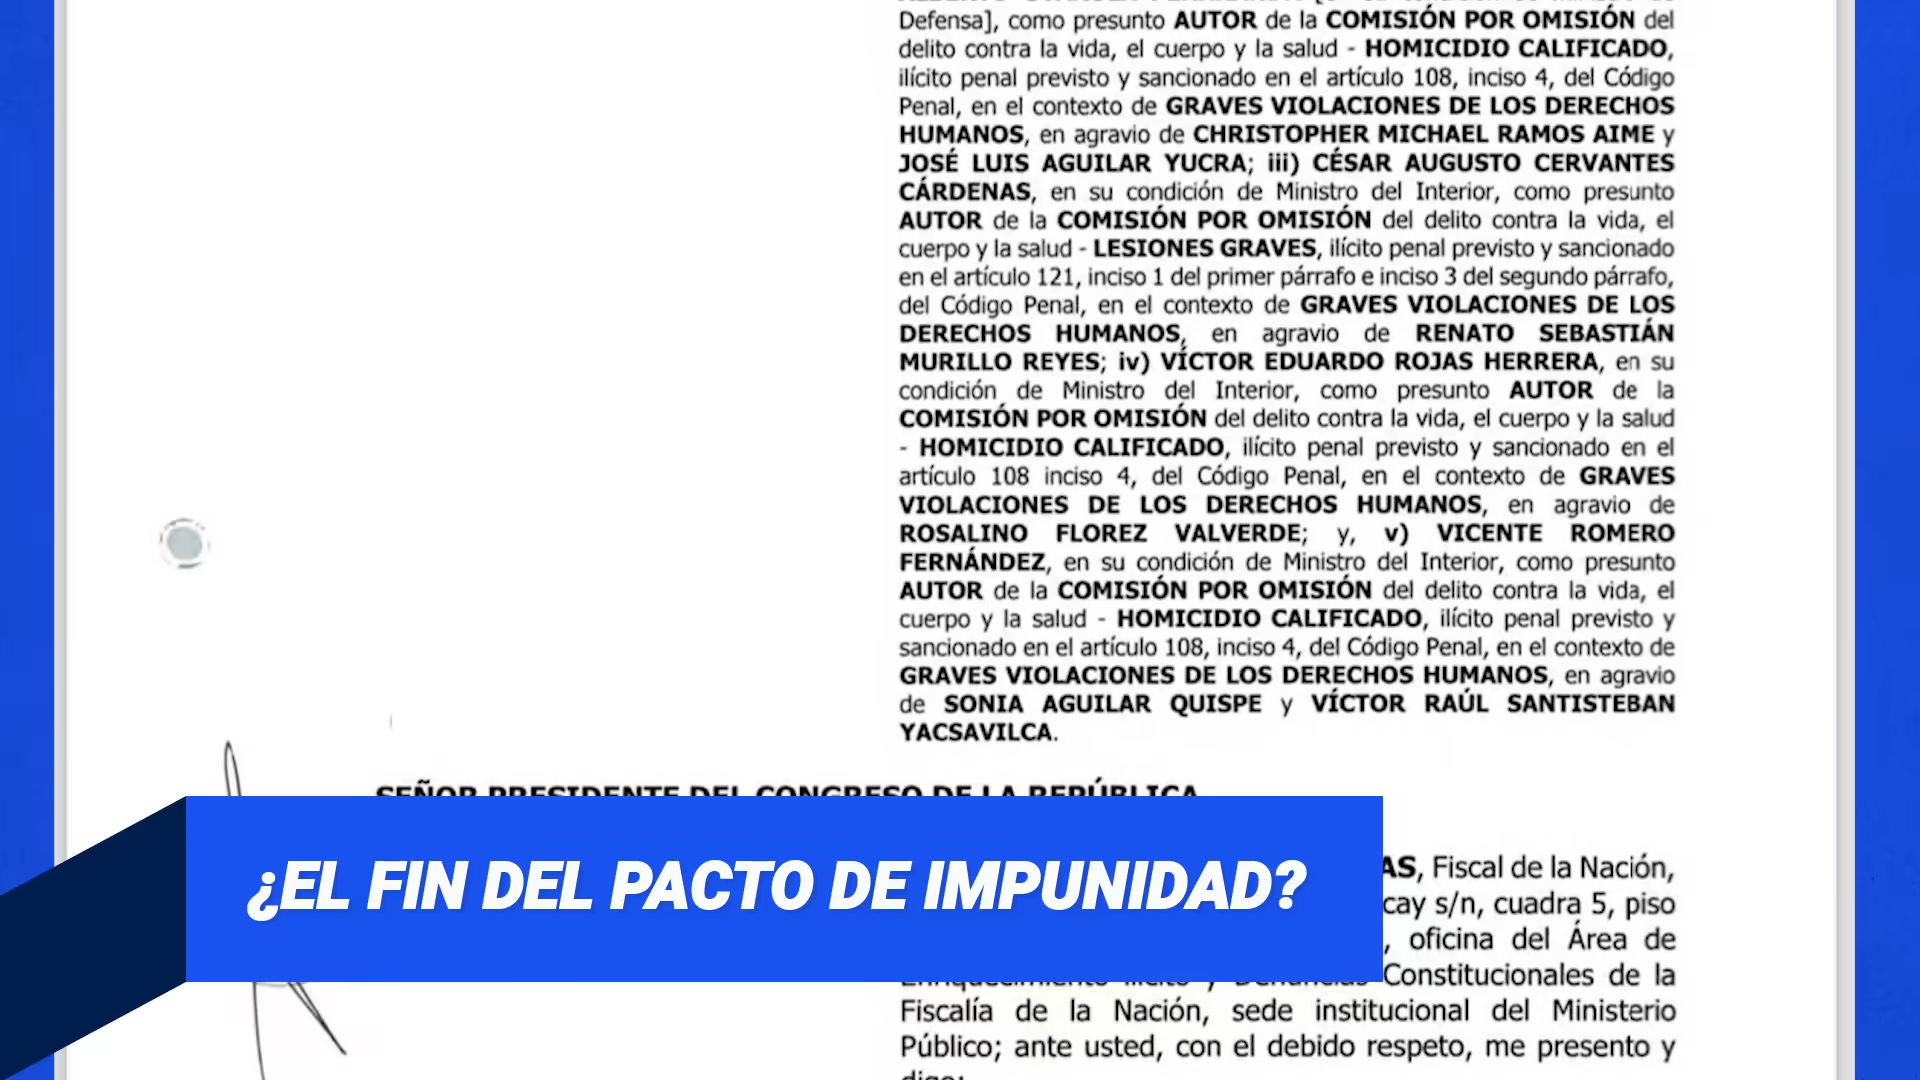 Defensa], como presunto AUTOR de la COMISIÓN POR OMISIÓN del
delito contra la vida, el cuerpo y la salud - HOMICIDIO CALIFICADO,
ilícito penal previsto y sancionado en el artículo 108, inciso 4, del Código
Penal, en el contexto de GRAVES VIOLACIONES DE LOS DERECHOS
HUMANOS, en agravio de CHRISTOPHER MICHAEL RAMOS AIME y
JOSÉ LUIS AGUILAR YUCRA; iii) CÉSAR AUGUSTO CERVANTES
CÁRDENAS, en su condición de Ministro del Interior, como presunto
AUTOR de la COMISIÓN POR OMISIÓN del delito contra la vida, el
cuerpo y la salud - LESIONES GRAVES, ilícito penal previsto y sancionado
en el artículo 121, inciso 1 del primer párrafo e inciso 3 del segundo párrafo,
del Código Penal, en el contexto de GRAVES VIOLACIONES DE LOS
DERECHOS HUMANOS, en agravio de RENATO SEBASTIÁN
MURILLO REYES; iv) VÍCTOR EDUARDO ROJAS HERRERA, en su
condición de Ministro del Interior, como presunto AUTOR de la
COMISIÓN POR OMISIÓN del delito contra la vida, el cuerpo y la salud
- HOMICIDIO CALIFICADO, ilícito penal previsto y sancionado en el
artículo 108 inciso 4, del Código Penal, en el contexto de GRAVES
VIOLACIONES DE LOS DERECHOS HUMANOS, en agravio de
ROSALINO FLOREZ VALVERDE; y, v) VICENTE ROMERO
FERNÁNDEZ, en su condición de Ministro del Interior, como presunto
AUTOR de la COMISIÓN POR OMISIÓN del delito contra la vida, el
cuerpo y la salud - HOMICIDIO CALIFICADO, ilícito penal previsto y
sancionado en el artículo 108, inciso 4, del Código Penal, en el contexto de
GRAVES VIOLACIONES DE LOS DERECHOS HUMANOS, en agravio
de SONIA AGUILAR QUISPE y VÍCTOR RAÚL SANTISTEBAN
YACSAVILCA.
SEÑOR PRESIDENTE DEL CONGRESO DE LA REPÚBLICA
¿EL FIN DEL PACTO DE IMPUNIDAD?
AS, Fiscal de la Nación,
cay s/n, cuadra 5, piso
, oficina del Área de
Enriquecimiento Ilícito y Denuncias Constitucionales de la
Fiscalía de la Nación, sede institucional del Ministerio
Público; ante usted, con el debido respeto, me presento y
digo: